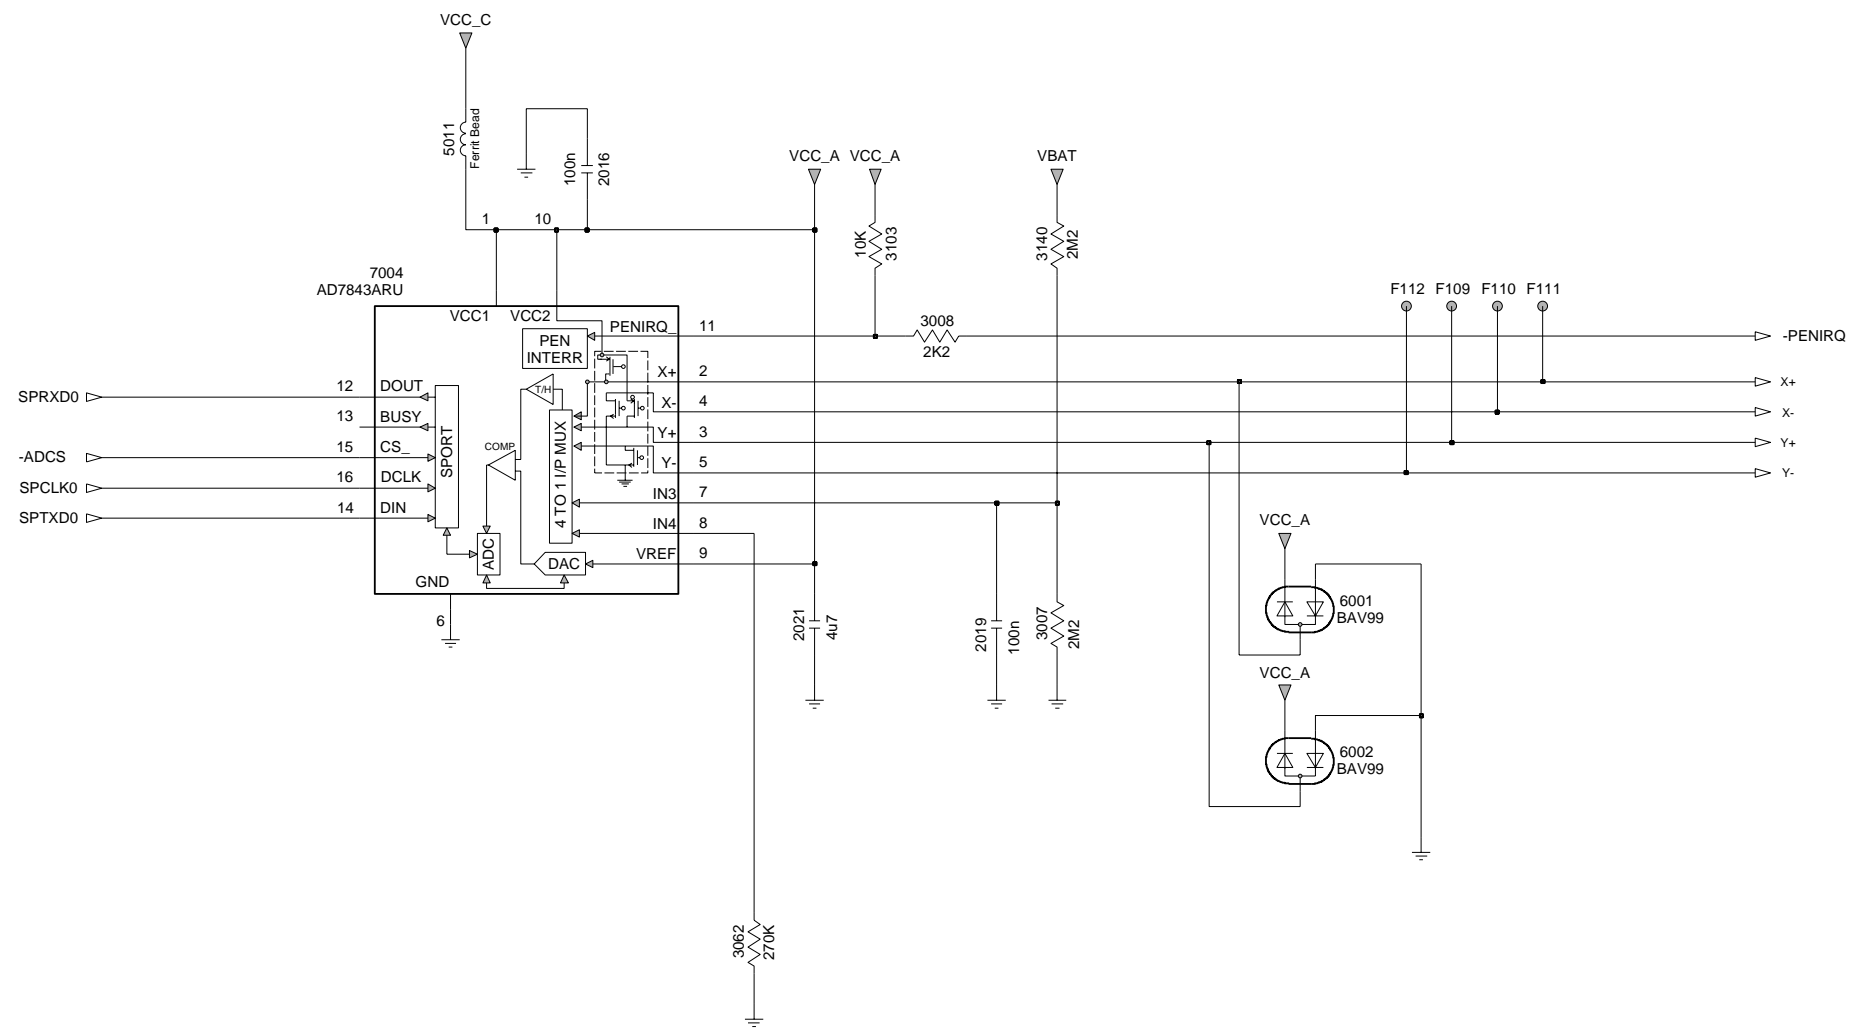 VCC_C
5011
Ferrit Bead
100n
2016
VCC_A
VCC_A
VBAT
1
10
10K
3103
3140
2M2
7004
AD7843ARU
F112
F109
F110
F111
VCC1
VCC2
PENIRQ_
11
3008
2K2
-PENIRQ
PEN
INTERR
X+
2
X+
SPRXD0
12
DOUT
T/H
X-
4
X-
13
BUSY
Y+
3
Y+
-ADCS
15
CS_
SPORT
COMP
4 TO 1 I/P MUX
Y-
5
Y-
SPCLK0
16
DCLK
IN3
7
SPTXD0
14
DIN
IN4
8
VCC_A
ADC
DAC
VREF
9
GND
6
2021
4u7
2019
100n
3007
2M2
6001
BAV99
VCC_A
6002
BAV99
3062
270K